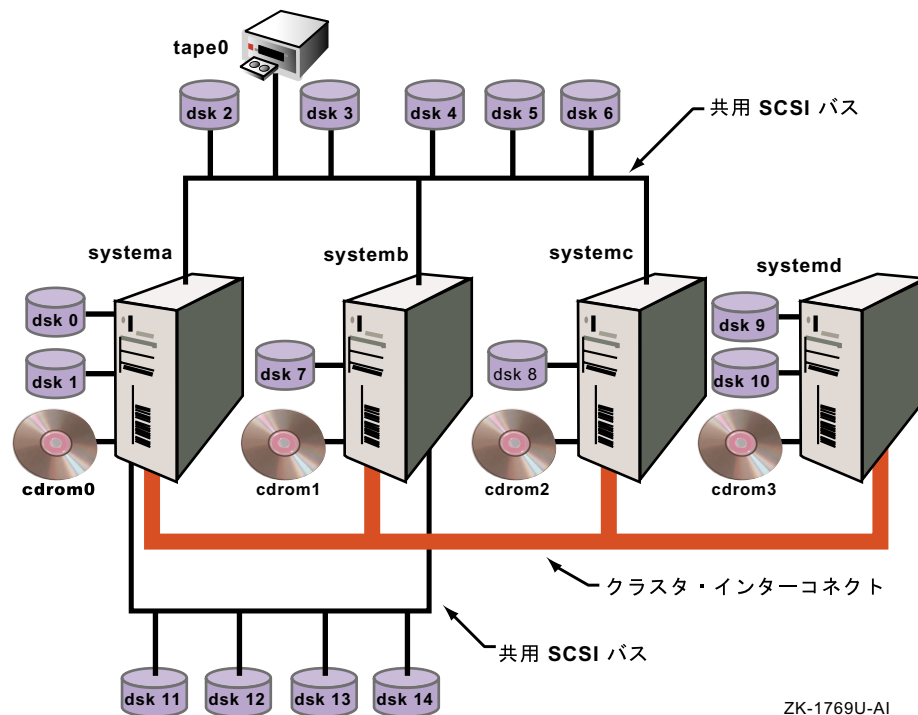 tape0
dsk 2
dsk 3
dsk 4
dsk 5
dsk 6
共用 SCSI バス
systema
systemb
systemc
systemd
dsk 0
dsk 1
cdrom0
dsk 7
cdrom1
dsk 8
cdrom2
dsk 9
dsk 10
cdrom3
クラスタ・インターコネクト
共用 SCSI バス
dsk 11
dsk 12
dsk 13
dsk 14
ZK-1769U-AI